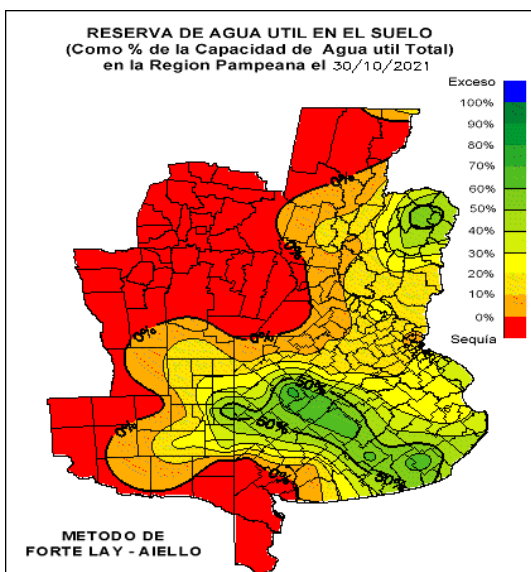 RESERVA DE AGUA UTIL EN EL SUELO
(Como % de la Capacidad de Agua util Total)
en la Region Pampeana el 30/10/2021
Exceso
100%
90%
80%
70%
60%
50%
40%
30%
20%
10%
0%
Sequía
0%
0%
0%
0%
50%
50%
0%
0%
50%
METODO DE
FORTE LAY - AIELLO